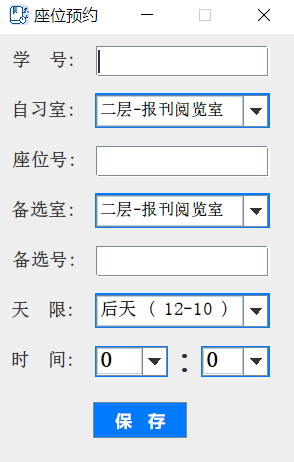 座位预约
学 号:
自习室: 二层-报刊阅览室
座位号:
备选室: 二层-报刊阅览室
备选号:
天 限: 后天 ( 12-10 )
时 间: 0 : 0
保 存